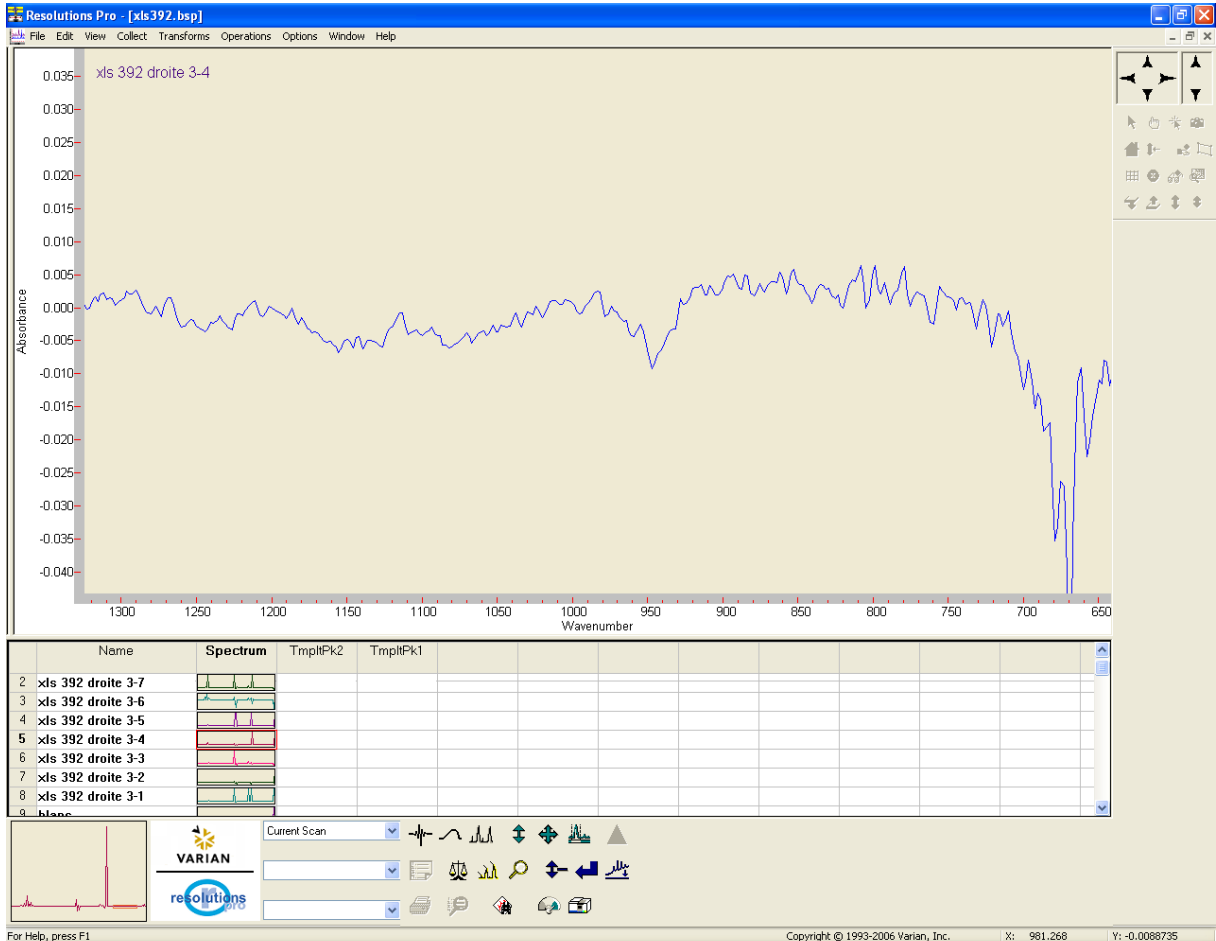 Resolutions Pro - [xls392.bsp]
File Edit View Collect Transforms Operations Options Window Help
xls 392 droite 3-4
0.035
0.030
0.025
0.020
0.015
0.010
0.005
0.000
-0.005
-0.010
-0.015
-0.020
-0.025
-0.030
-0.035
-0.040
Absorbance
1300 1250 1200 1150 1100 1050 1000 950 900 850 800 750 700 650
Wavenumber
Name Spectrum TmpltPk2 TmpltPk1
2 xls 392 droite 3-7
3 xls 392 droite 3-6
4 xls 392 droite 3-5
5 xls 392 droite 3-4
6 xls 392 droite 3-3
7 xls 392 droite 3-2
8 xls 392 droite 3-1
9 blanc
Current Scan
VARIAN
resolutions
pro
For Help, press F1
Copyright © 1993-2006 Varian, Inc.
X: 981.268
Y: -0.0088735